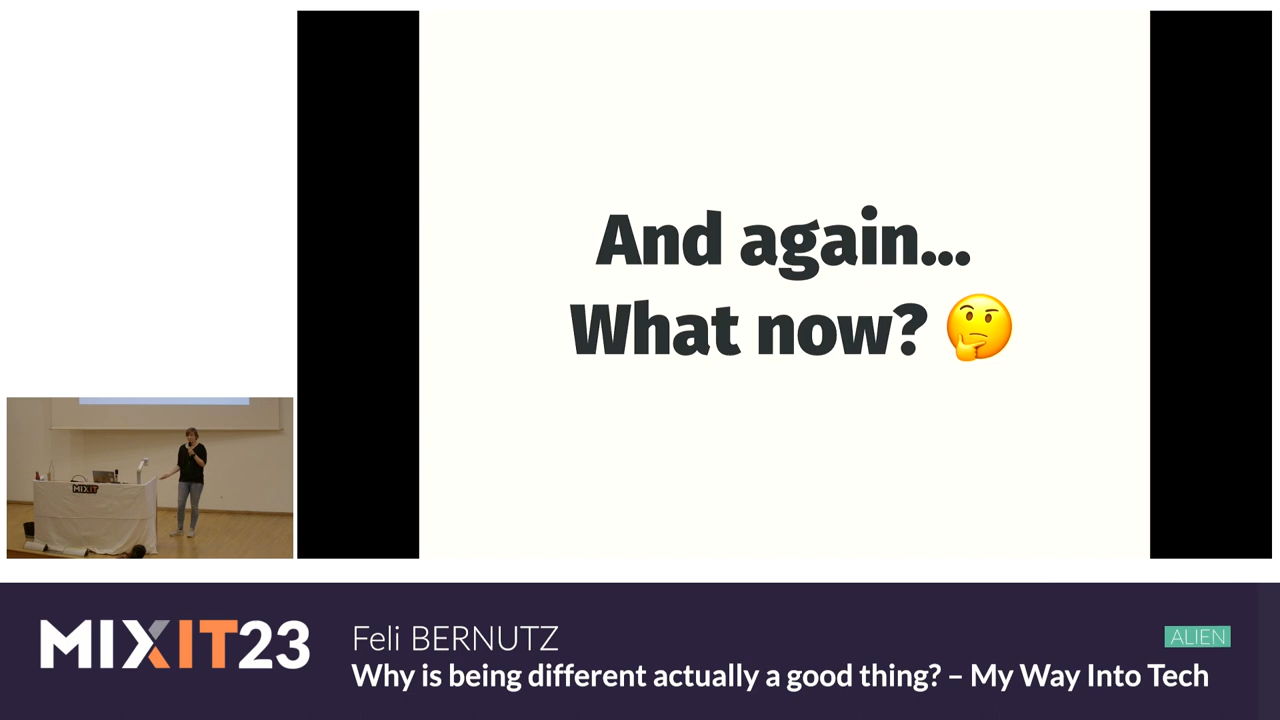 And again...
What now? 🤔
MIXIT
MIXIT23
Feli BERNUTZ
ALIEN
Why is being different actually a good thing? – My Way Into Tech